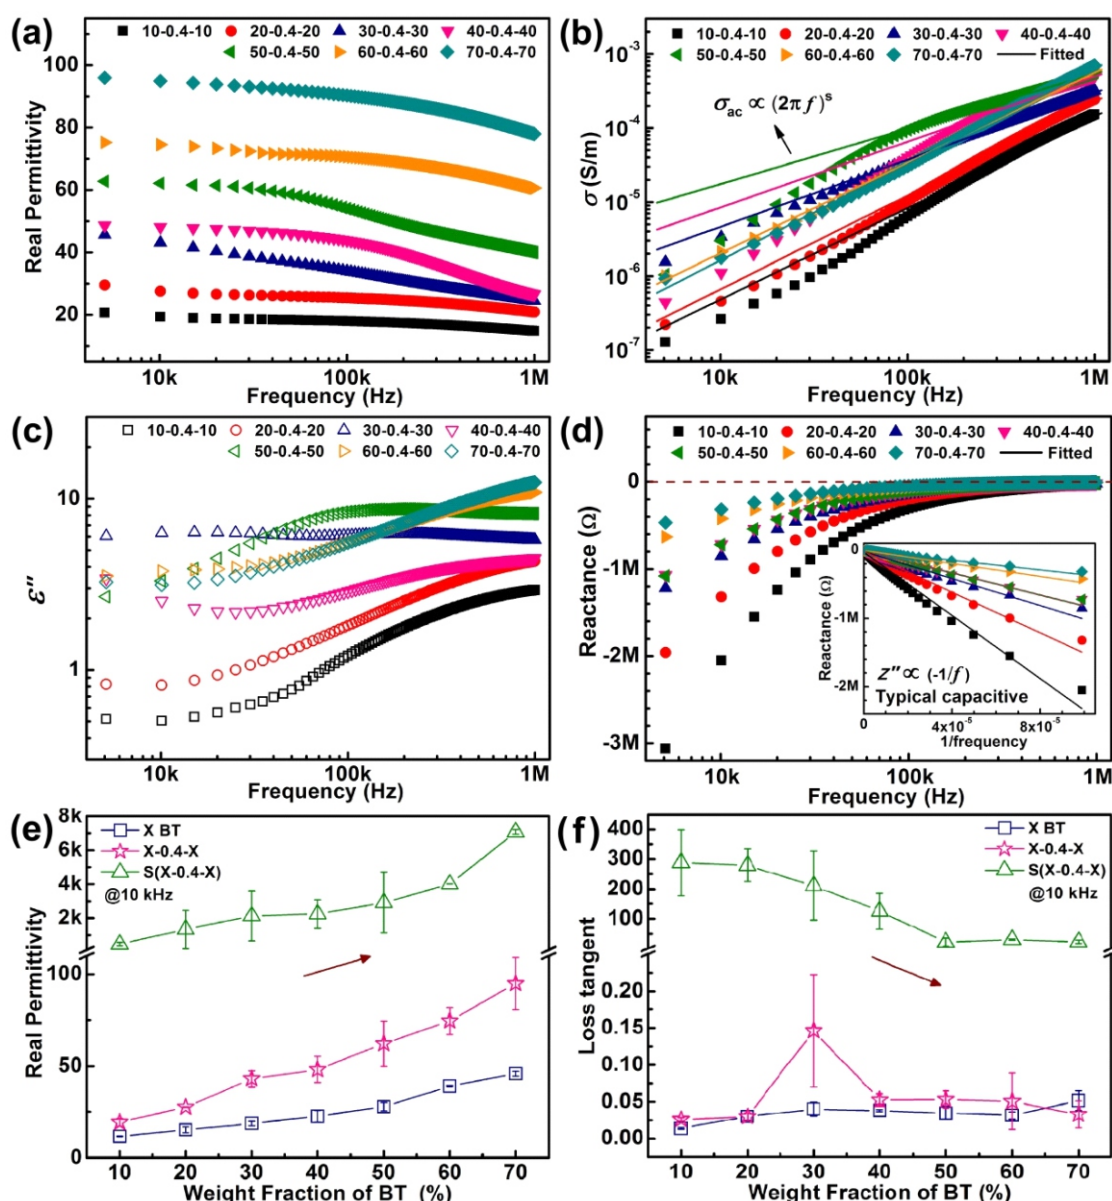 (a)
10-0.4-10 20-0.4-20 30-0.4-30 40-0.4-40
50-0.4-50 60-0.4-60 70-0.4-70
100
80
60
40
20
Real Permittivity
10k 100k 1M
Frequency (Hz)
(b)
10-0.4-10 20-0.4-20 30-0.4-30 40-0.4-40
50-0.4-50 60-0.4-60 70-0.4-70 Fitted
σac ∝ (2πf)^s
10^-3
10^-4
10^-5
10^-6
10^-7
σ (S/m)
10k 100k 1M
Frequency (Hz)
(c)
10-0.4-10 20-0.4-20 30-0.4-30 40-0.4-40
50-0.4-50 60-0.4-60 70-0.4-70
10
1
ε″
10k 100k 1M
Frequency (Hz)
(d)
10-0.4-10 20-0.4-20 30-0.4-30 40-0.4-40
50-0.4-50 60-0.4-60 70-0.4-70 Fitted
0
-1M
-2M
-3M
Reactance (Ω)
0
-1M
-2M
Reactance (Ω)
z″ ∝ (-1/f)
Typical capacitive
0 4x10^-5 8x10^-5
1/frequency
10k 100k 1M
Frequency (Hz)
(e)
X BT
X-0.4-X
S(X-0.4-X)
@10 kHz
8k
6k
4k
2k
100
50
0
Real Permittivity
10 20 30 40 50 60 70
Weight Fraction of BT (%)
(f)
X BT
X-0.4-X
S(X-0.4-X)
@10 kHz
400
300
200
100
0.20
0.15
0.10
0.05
0.00
Loss tangent
10 20 30 40 50 60 70
Weight Fraction of BT (%)